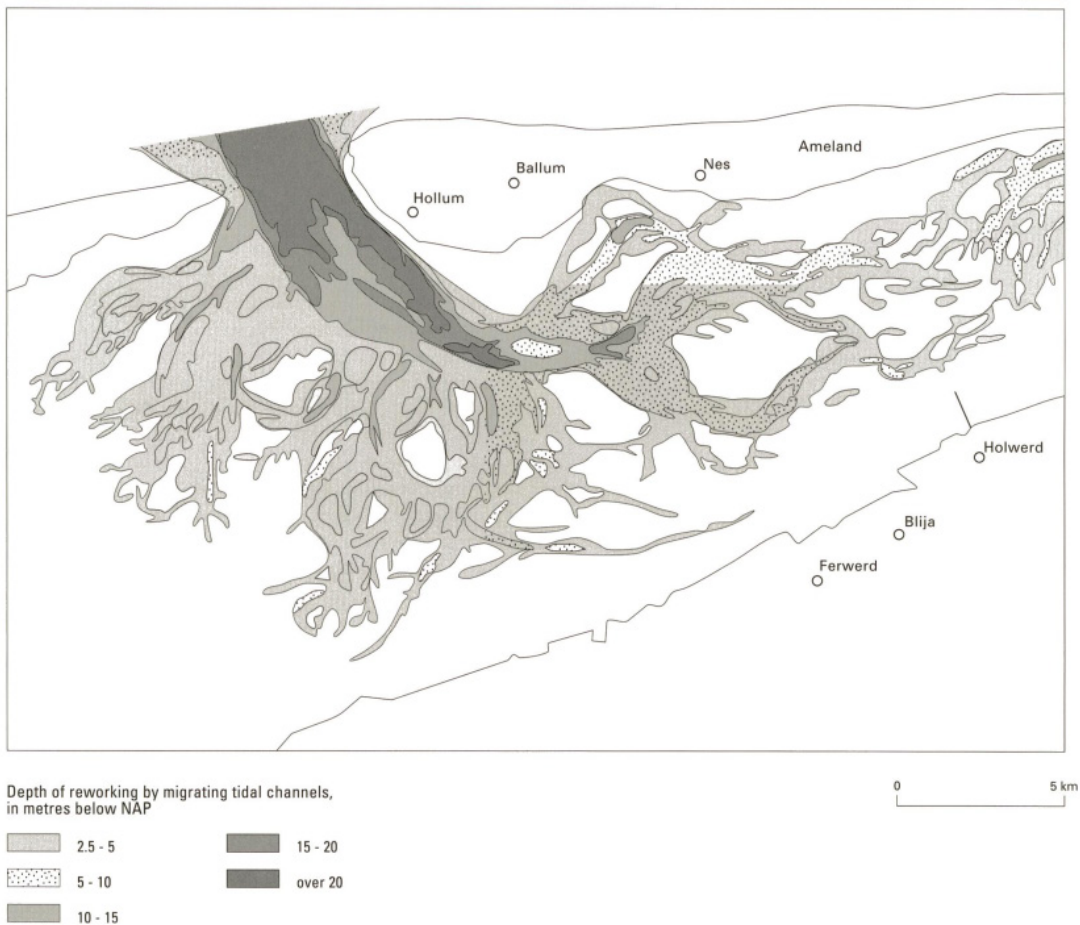 Ameland
Nes
Ballum
Hollum
Holwerd
Blija
Ferwerd
Depth of reworking by migrating tidal channels,
in metres below NAP
0 5 km
2.5 - 5
15 - 20
5 - 10
over 20
10 - 15